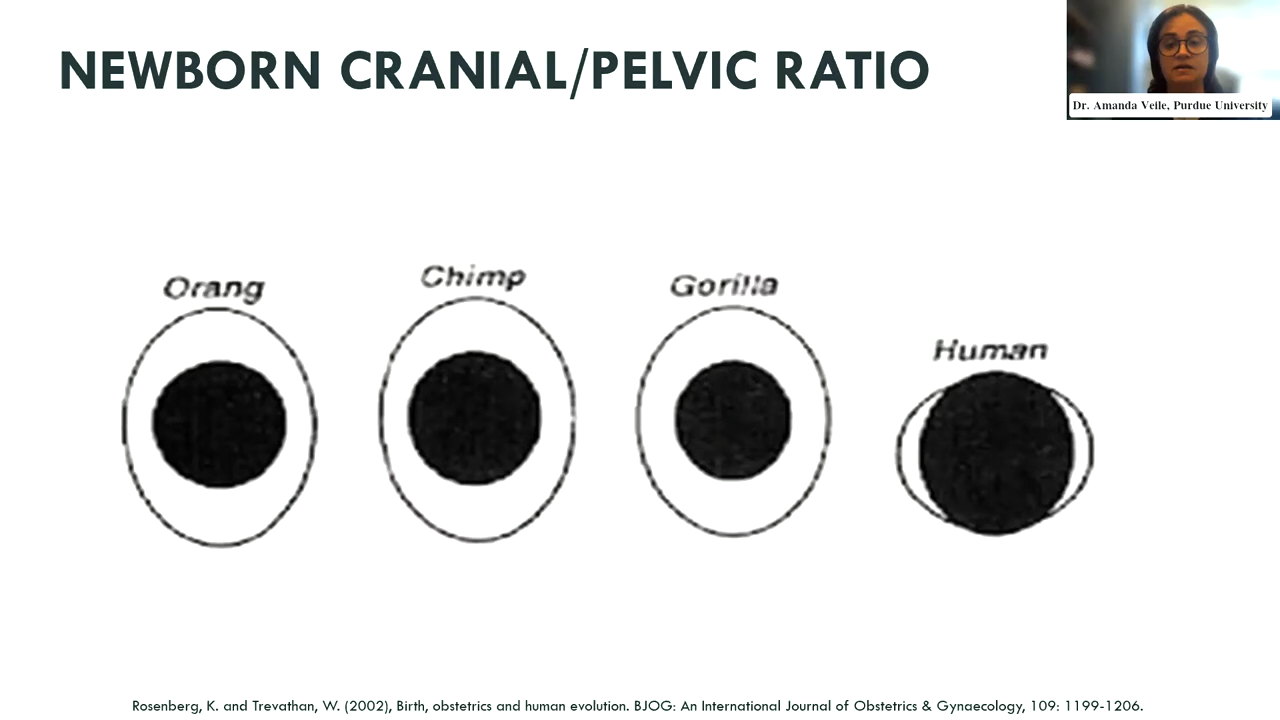 NEWBORN CRANIAL/PELVIC RATIO
Dr. Amanda Veile, Purdue University
Orang
Chimp
Gorilla
Human
Rosenberg, K. and Trevathan, W. (2002), Birth, obstetrics and human evolution. BJOG: An International Journal of Obstetrics & Gynaecology, 109: 1199-1206.